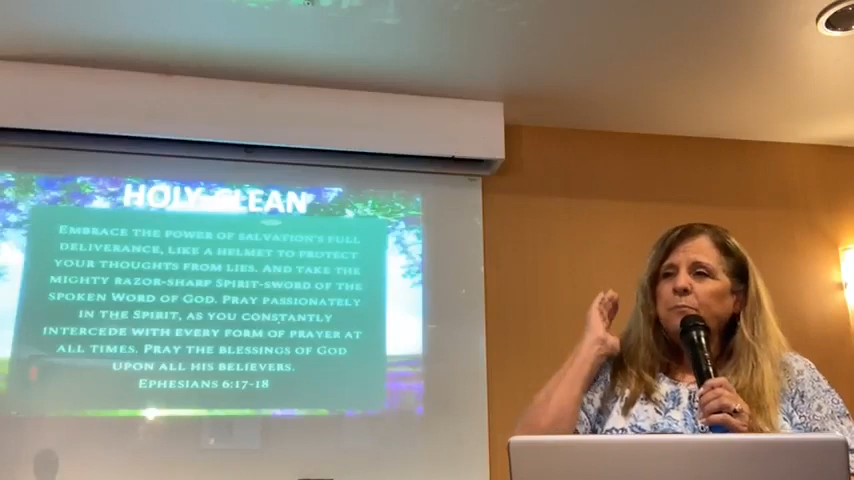 HOLY CLEAN
EMBRACE THE POWER OF SALVATION'S FULL
DELIVERANCE, LIKE A HELMET TO PROTECT
YOUR THOUGHTS FROM LIES. AND TAKE THE
MIGHTY RAZOR-SHARP SPIRIT-SWORD OF THE
SPOKEN WORD OF GOD. PRAY PASSIONATELY
IN THE SPIRIT, AS YOU CONSTANTLY
INTERCEDE WITH EVERY FORM OF PRAYER AT
ALL TIMES. PRAY THE BLESSINGS OF GOD
UPON ALL HIS BELIEVERS.
EPHESIANS 6:17-18